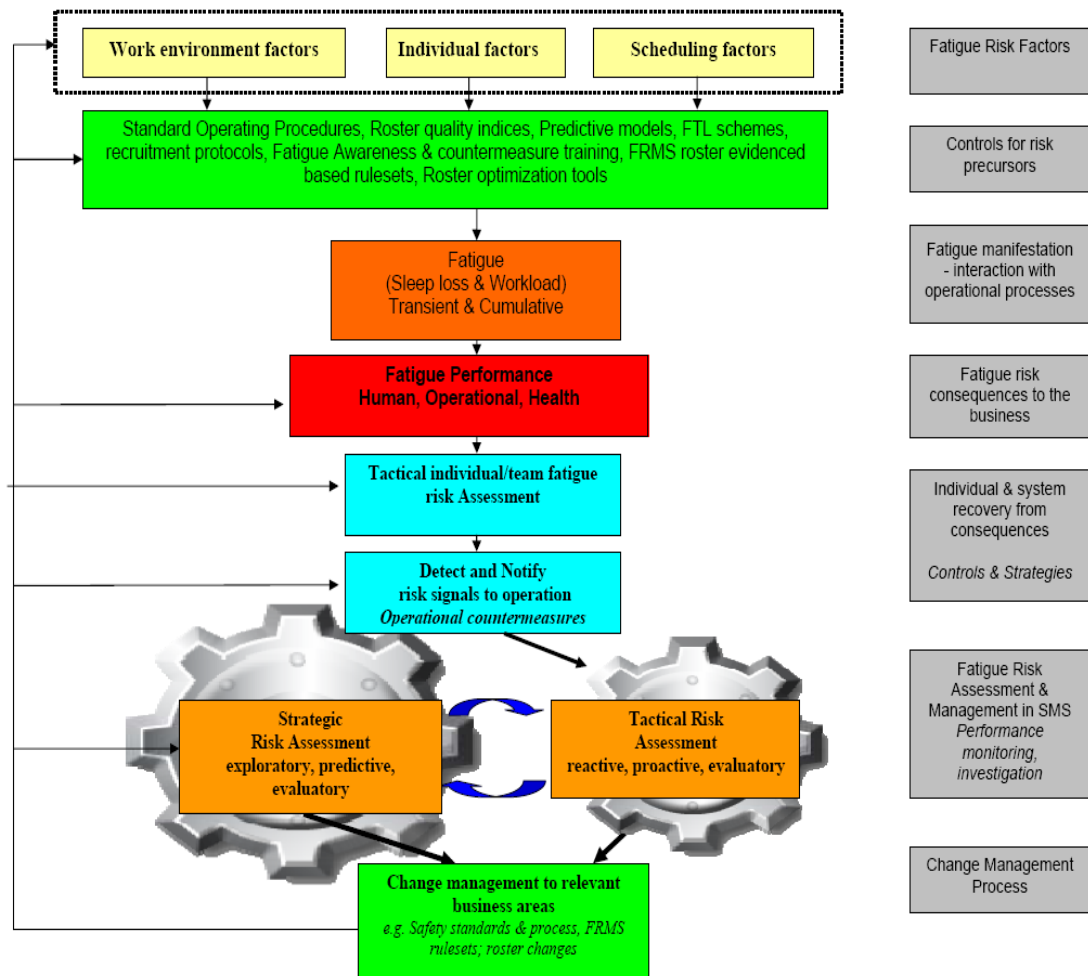 Work environment factors
Individual factors
Scheduling factors
Fatigue Risk Factors
Standard Operating Procedures, Roster quality indices, Predictive models, FTL schemes,
recruitment protocols, Fatigue Awareness & countermeasure training, FRMS roster evidenced
based rulesets, Roster optimization tools
Controls for risk
precursors
Fatigue
(Sleep loss & Workload)
Transient & Cumulative
Fatigue manifestation
- interaction with
operational processes
Fatigue Performance
Human, Operational, Health
Fatigue risk
consequences to the
business
Tactical individual/team fatigue
risk Assessment
Detect and Notify
risk signals to operation
Operational countermeasures
Individual & system
recovery from
consequences
Controls & Strategies
Strategic
Risk Assessment
exploratory, predictive,
evaluatory
Tactical Risk
Assessment
reactive, proactive, evaluatory
Fatigue Risk
Assessment &
Management in SMS
Performance
monitoring,
investigation
Change management to relevant
business areas
e.g. Safety standards & process, FRMS
rulesets; roster changes
Change Management
Process